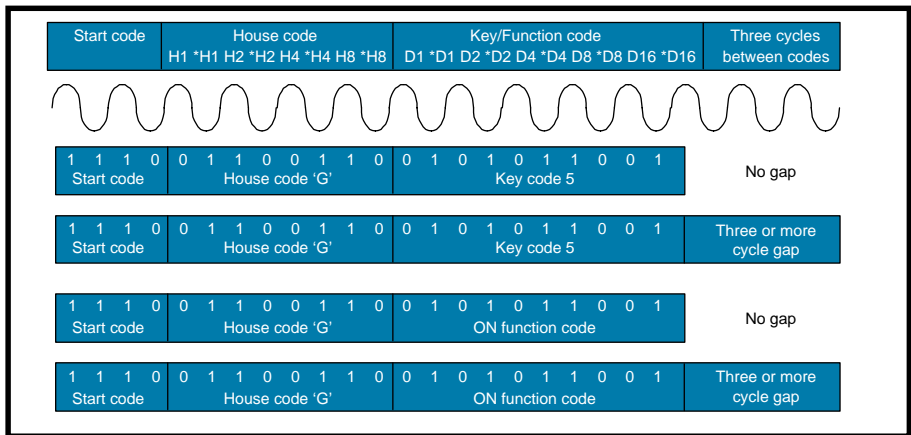 Start code House code Key/Function code Three cycles
H1 *H1 H2 *H2 H4 *H4 H8 *H8 D1 *D1 D2 *D2 D4 *D4 D8 *D8 D16 *D16 between codes
1 1 1 0 0 1 1 0 0 1 1 0 0 1 0 1 0 1 1 0 0 1
Start code House code ‘G’ Key code 5 No gap
1 1 1 0 0 1 1 0 0 1 1 0 0 1 0 1 0 1 1 0 0 1 Three or more
Start code House code ‘G’ Key code 5 cycle gap
1 1 1 0 0 1 1 0 0 1 1 0 0 1 0 1 0 1 1 0 0 1
Start code House code ‘G’ ON function code No gap
1 1 1 0 0 1 1 0 0 1 1 0 0 1 0 1 0 1 1 0 0 1 Three or more
Start code House code ‘G’ ON function code cycle gap